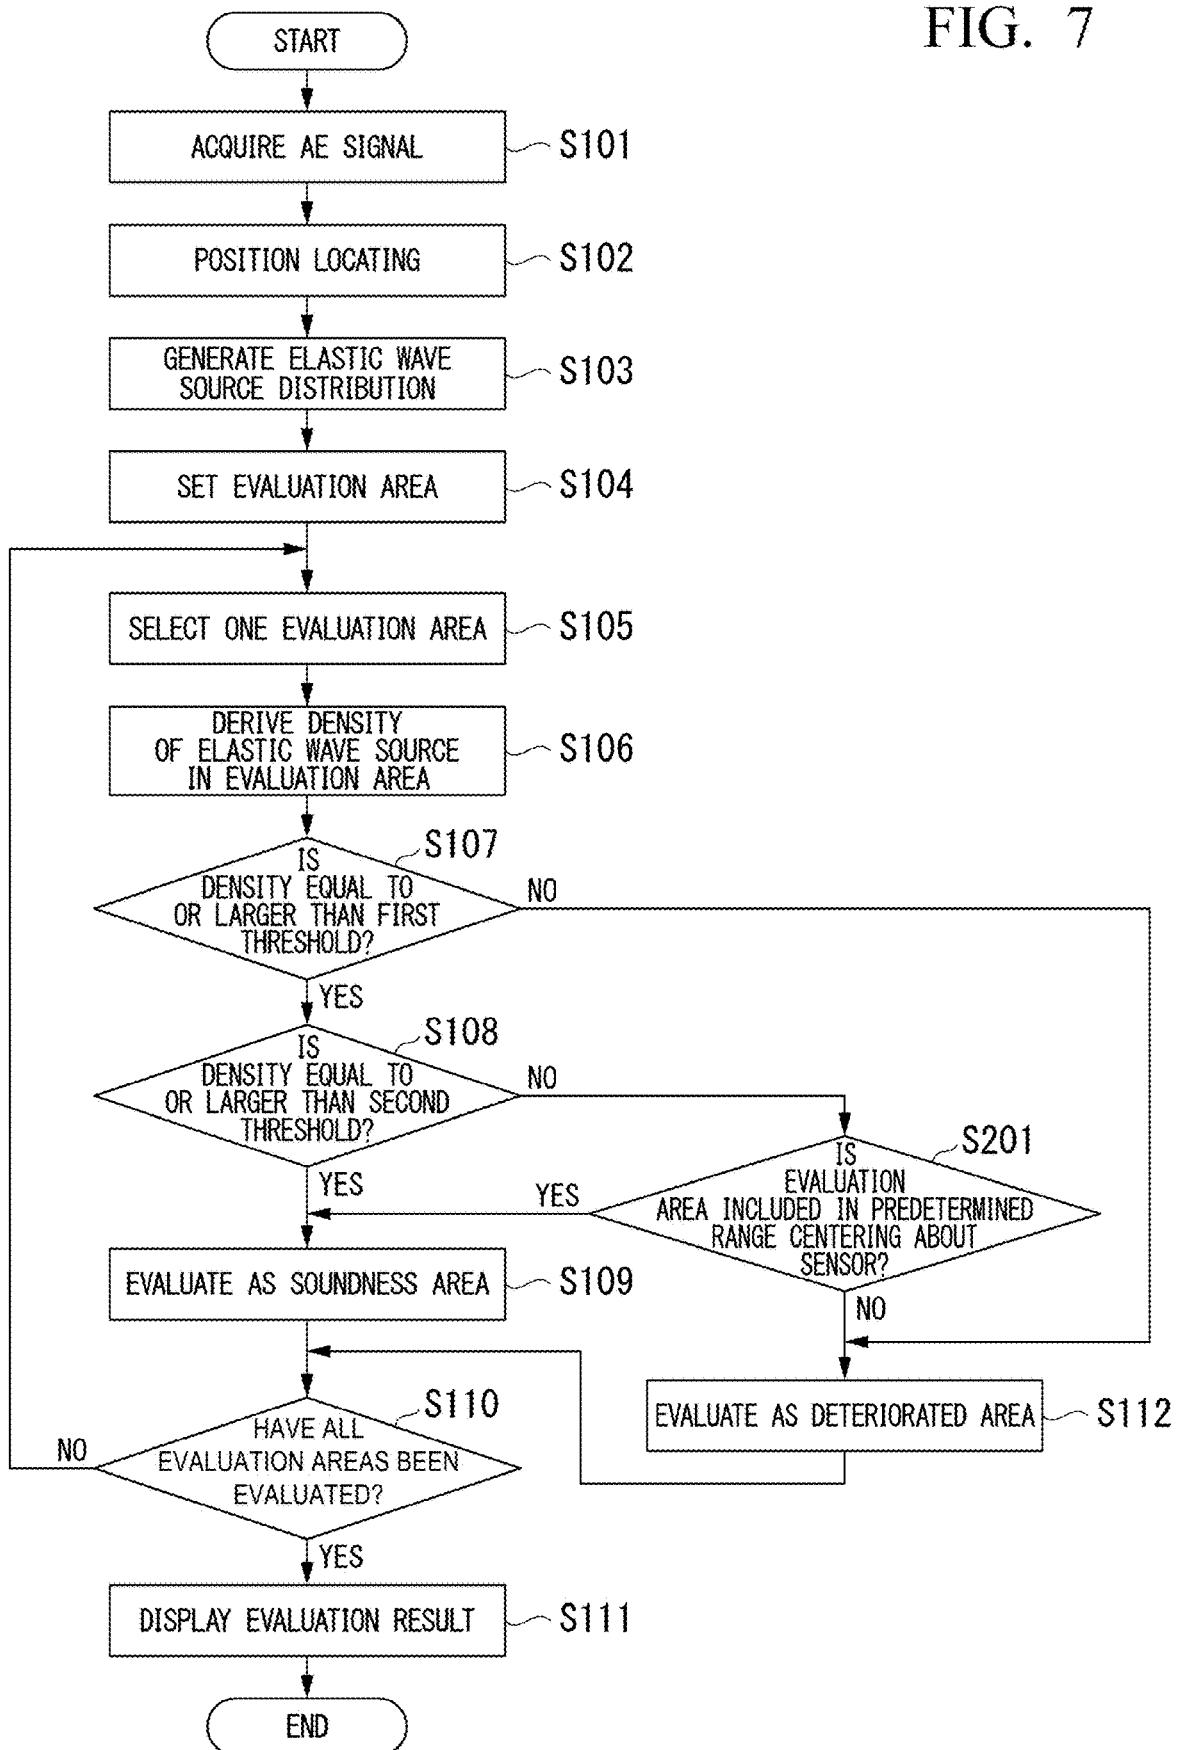 FIG. 7
START
ACQUIRE AE SIGNAL
S101
POSITION LOCATING
S102
GENERATE ELASTIC WAVE
SOURCE DISTRIBUTION
S103
SET EVALUATION AREA
S104
SELECT ONE EVALUATION AREA
S105
DERIVE DENSITY
OF ELASTIC WAVE SOURCE
IN EVALUATION AREA
S106
S107
IS
DENSITY EQUAL TO
OR LARGER THAN FIRST
THRESHOLD?
NO
YES
S108
IS
DENSITY EQUAL TO
OR LARGER THAN SECOND
THRESHOLD?
NO
YES
S201
IS
EVALUATION
AREA INCLUDED IN PREDETERMINED
RANGE CENTERING ABOUT
SENSOR?
YES
NO
EVALUATE AS SOUNDNESS AREA
S109
EVALUATE AS DETERIORATED AREA
S112
S110
HAVE ALL
EVALUATION AREAS BEEN
EVALUATED?
NO
YES
DISPLAY EVALUATION RESULT
S111
END